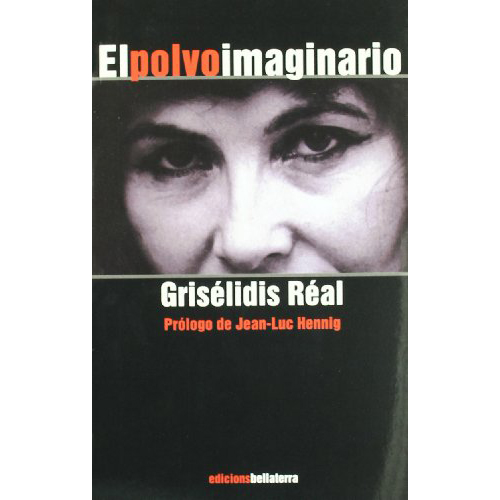 Elpolvoimaginario
Grisélidis Réal
Prólogo de Jean-Luc Hennig
edicionsbellaterra